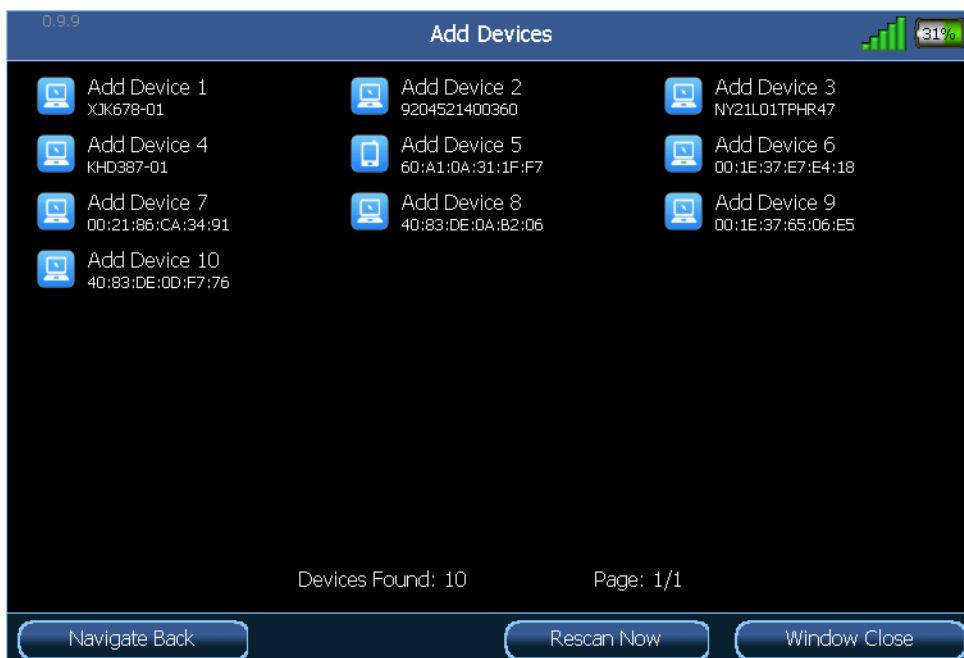 0.9.9
Add Devices
31%
Add Device 1
XJK678-01
Add Device 2
9204521400360
Add Device 3
NY21L01TPHR47
Add Device 4
KHD387-01
Add Device 5
60:A1:0A:31:1F:F7
Add Device 6
00:1E:37:E7:E4:18
Add Device 7
00:21:86:CA:34:91
Add Device 8
40:83:DE:0A:B2:06
Add Device 9
00:1E:37:65:06:E5
Add Device 10
40:83:DE:0D:F7:76
Devices Found: 10
Page: 1/1
Navigate Back
Rescan Now
Window Close